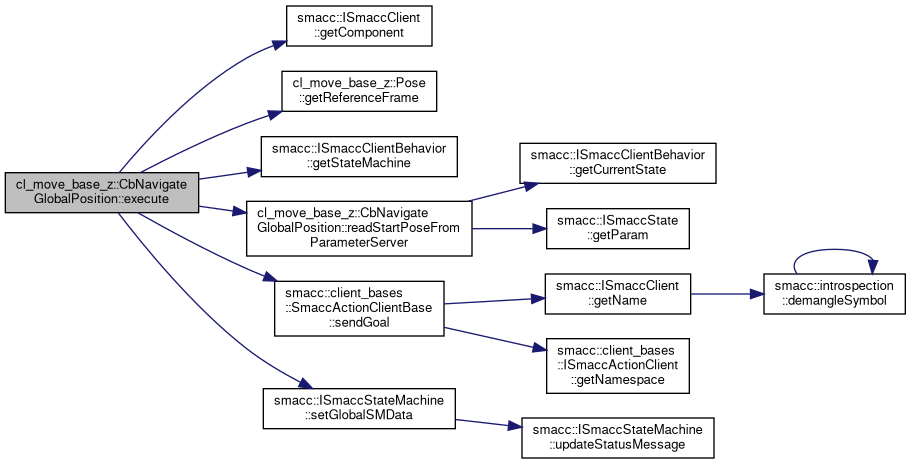 smacc::ISmaccClient
::getComponent
cl_move_base_z::Pose
::getReferenceFrame
smacc::ISmaccClientBehavior
::getStateMachine
cl_move_base_z::CbNavigate
GlobalPosition::execute
cl_move_base_z::CbNavigate
GlobalPosition::readStartPoseFrom
ParameterServer
smacc::ISmaccClientBehavior
::getCurrentState
smacc::ISmaccState
::getParam
smacc::client_bases
::SmaccActionClientBase
::sendGoal
smacc::ISmaccClient
::getName
smacc::introspection
::demangleSymbol
smacc::client_bases
::ISmaccActionClient
::getNamespace
smacc::ISmaccStateMachine
::setGlobalSMData
smacc::ISmaccStateMachine
::updateStatusMessage